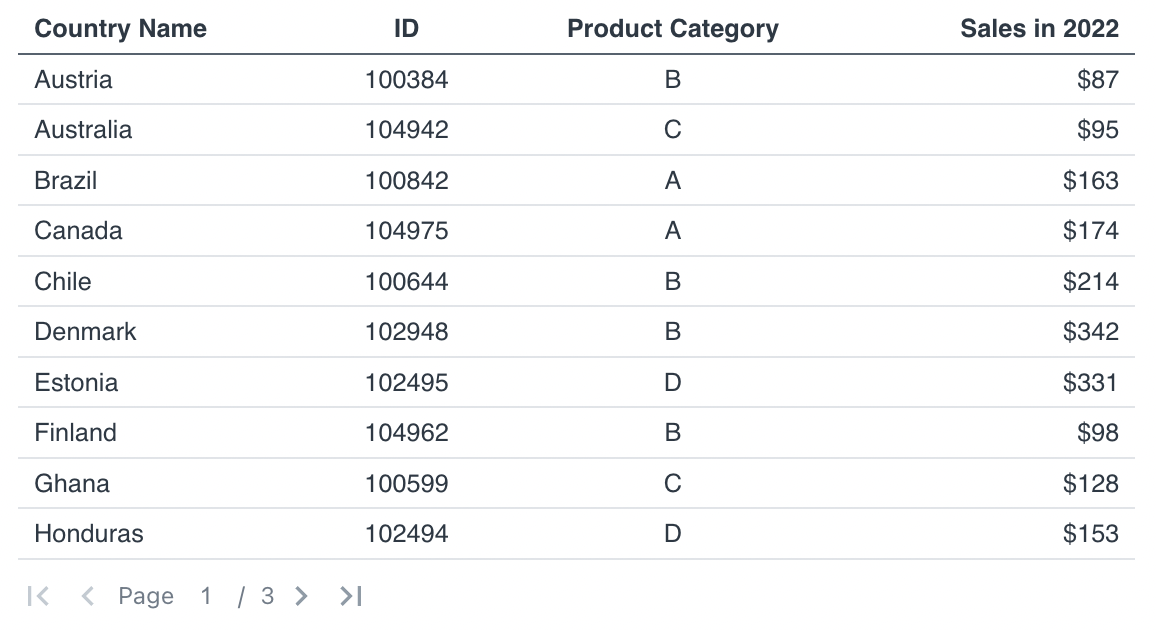 Country Name ID Product Category Sales in 2022
Austria 100384 B $87
Australia 104942 C $95
Brazil 100842 A $163
Canada 104975 A $174
Chile 100644 B $214
Denmark 102948 B $342
Estonia 102495 D $331
Finland 104962 B $98
Ghana 100599 C $128
Honduras 102494 D $153
Page 1 / 3